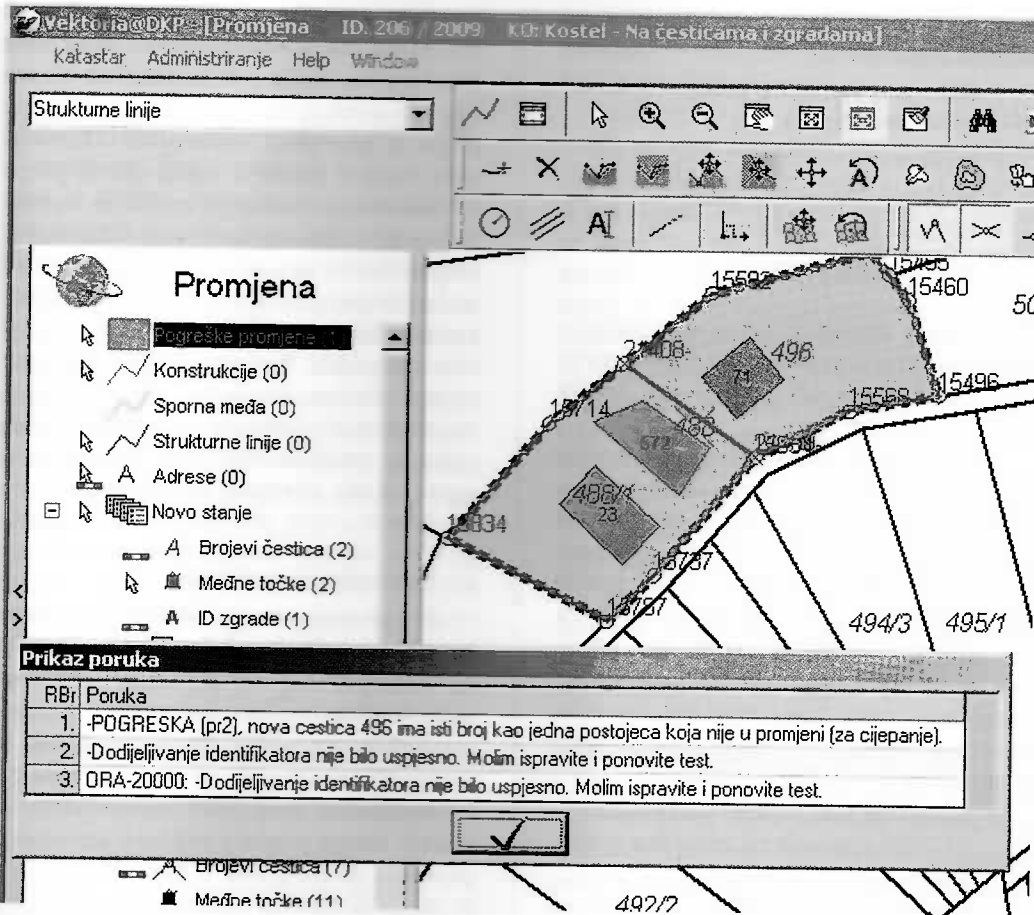 Vektoria@DKP - [Promjena ID: 206 / 2009 KO: Kostel - Na česticama i zgradama]
Katastar Administriranje Help Window
Strukturne linije
Promjena
Pogreške promjene (1)
Konstrukcije (0)
Sporna međa (0)
Strukturne linije (0)
Adrese (0)
Novo stanje
Brojevi čestica (2)
Međne točke (2)
ID zgrade (1)
15592
15460
50
496
71
15496
15568
15714
488
672
488/1
23
494/3
495/1
Prikaz poruka
RBr Poruka
1. -POGRESKA (pr2), nova cestica 496 ima isti broj kao jedna postojeca koja nije u promjeni (za cijepanje).
2. -Dodijeljivanje identifikatora nije bilo uspjesno. Molim ispravite i ponovite test.
3. ORA-20000: -Dodijeljivanje identifikatora nije bilo uspjesno. Molim ispravite i ponovite test.
Brojevi čestica (7)
Međne točke (11)
492/2